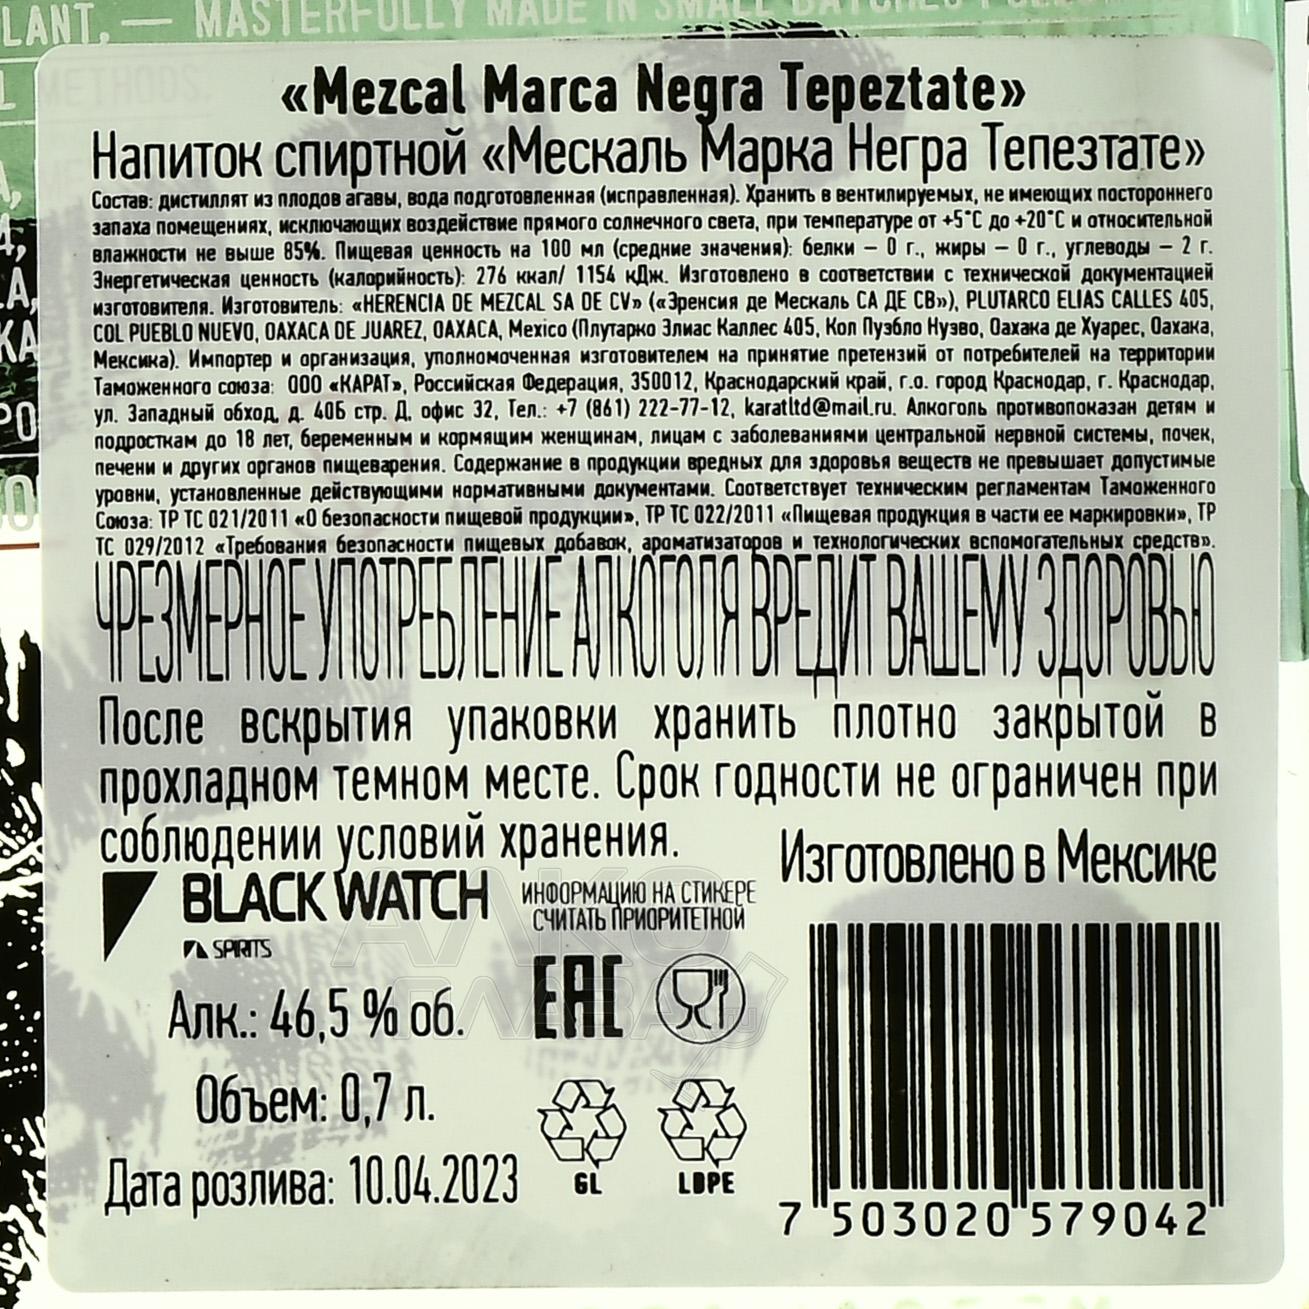 LANT. — MASTERFULLY MADE IN SMALL BATCHES
METHODS.
«Mezcal Marca Negra Tepeztate»
Напиток спиртной «Мескаль Марка Негра Тепезтате»
Состав: дистиллят из плодов агавы, вода подготовленная (исправленная). Хранить в вентилируемых, не имеющих постороннего
запаха помещениях, исключающих воздействие прямого солнечного света, при температуре от +5°С до +20°С и относительной
влажности не выше 85%. Пищевая ценность на 100 мл (средние значения): белки – 0 г., жиры – 0 г., углеводы – 2 г.
Энергетическая ценность (калорийность): 276 ккал/ 1154 кДж. Изготовлено в соответствии с технической документацией
изготовителя. Изготовитель: «HERENCIA DE MEZCAL SA DE CV» («Эренсия де Мескаль СА ДЕ СВ»), PLUTARCO ELIAS CALLES 405,
COL PUEBLO NUEVO, OAXACA DE JUAREZ, OAXACA, Mexico (Плутарко Элиас Каллес 405, Кол Пуэбло Нуэво, Оахака де Хуарес, Оахака,
Мексика). Импортер и организация, уполномоченная изготовителем на принятие претензий от потребителей на территории
Таможенного союза: ООО «КАРАТ», Российская Федерация, 350012, Краснодарский край, г.о. город Краснодар, г. Краснодар,
ул. Западный обход, д. 40Б стр. Д, офис 32, Тел.: +7 (861) 222-77-12, karatltd@mail.ru. Алкоголь противопоказан детям и
подросткам до 18 лет, беременным и кормящим женщинам, лицам с заболеваниями центральной нервной системы, почек,
печени и других органов пищеварения. Содержание в продукции вредных для здоровья веществ не превышает допустимые
уровни, установленные действующими нормативными документами. Соответствует техническим регламентам Таможенного
Союза: ТР ТС 021/2011 «О безопасности пищевой продукции», ТР ТС 022/2011 «Пищевая продукция в части ее маркировки», ТР
ТС 029/2012 «Требования безопасности пищевых добавок, ароматизаторов и технологических вспомогательных средств».
ЧРЕЗМЕРНОЕ УПОТРЕБЛЕНИЕ АЛКОГОЛЯ ВРЕДИТ ВАШЕМУ ЗДОРОВЬЮ
После вскрытия упаковки хранить плотно закрытой в
прохладном темном месте. Срок годности не ограничен при
соблюдении условий хранения.
Изготовлено в Мексике
BLACK WATCH
SPIRITS
ИНФОРМАЦИЮ НА СТИКЕРЕ
СЧИТАТЬ ПРИОРИТЕТНОЙ
АЛКО
ГЛАВА.ru
EAC
Алк.: 46,5 % об.
Объем: 0,7 л.
Дата розлива: 10.04.2023
GL
LDPE
7 503020 579042